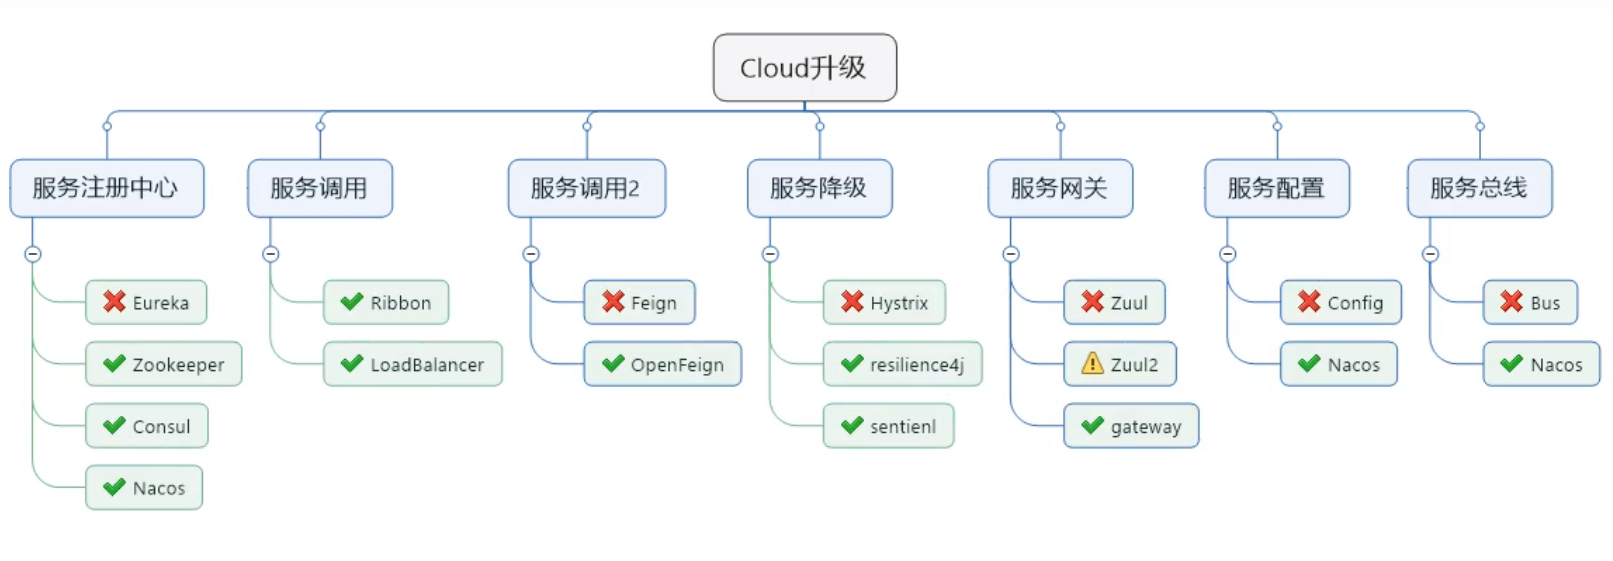 Cloud升级
服务注册中心
Eureka
Zookeeper
Consul
Nacos
服务调用
Ribbon
LoadBalancer
服务调用2
Feign
OpenFeign
服务降级
Hystrix
resilience4j
sentienl
服务网关
Zuul
Zuul2
gateway
服务配置
Config
Nacos
服务总线
Bus
Nacos